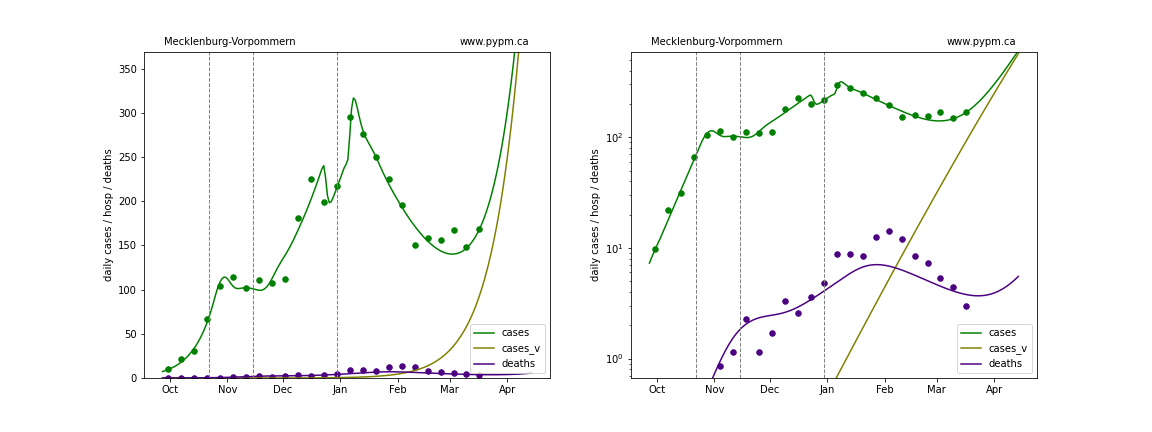 Mecklenburg-Vorpommern www.pypm.ca
350
300
250
200
150
100
50
0
daily cases / hosp / deaths
Oct Nov Dec Jan Feb Mar Apr
cases
cases_v
deaths
Mecklenburg-Vorpommern www.pypm.ca
10²
10¹
10⁰
daily cases / hosp / deaths
Oct Nov Dec Jan Feb Mar Apr
cases
cases_v
deaths